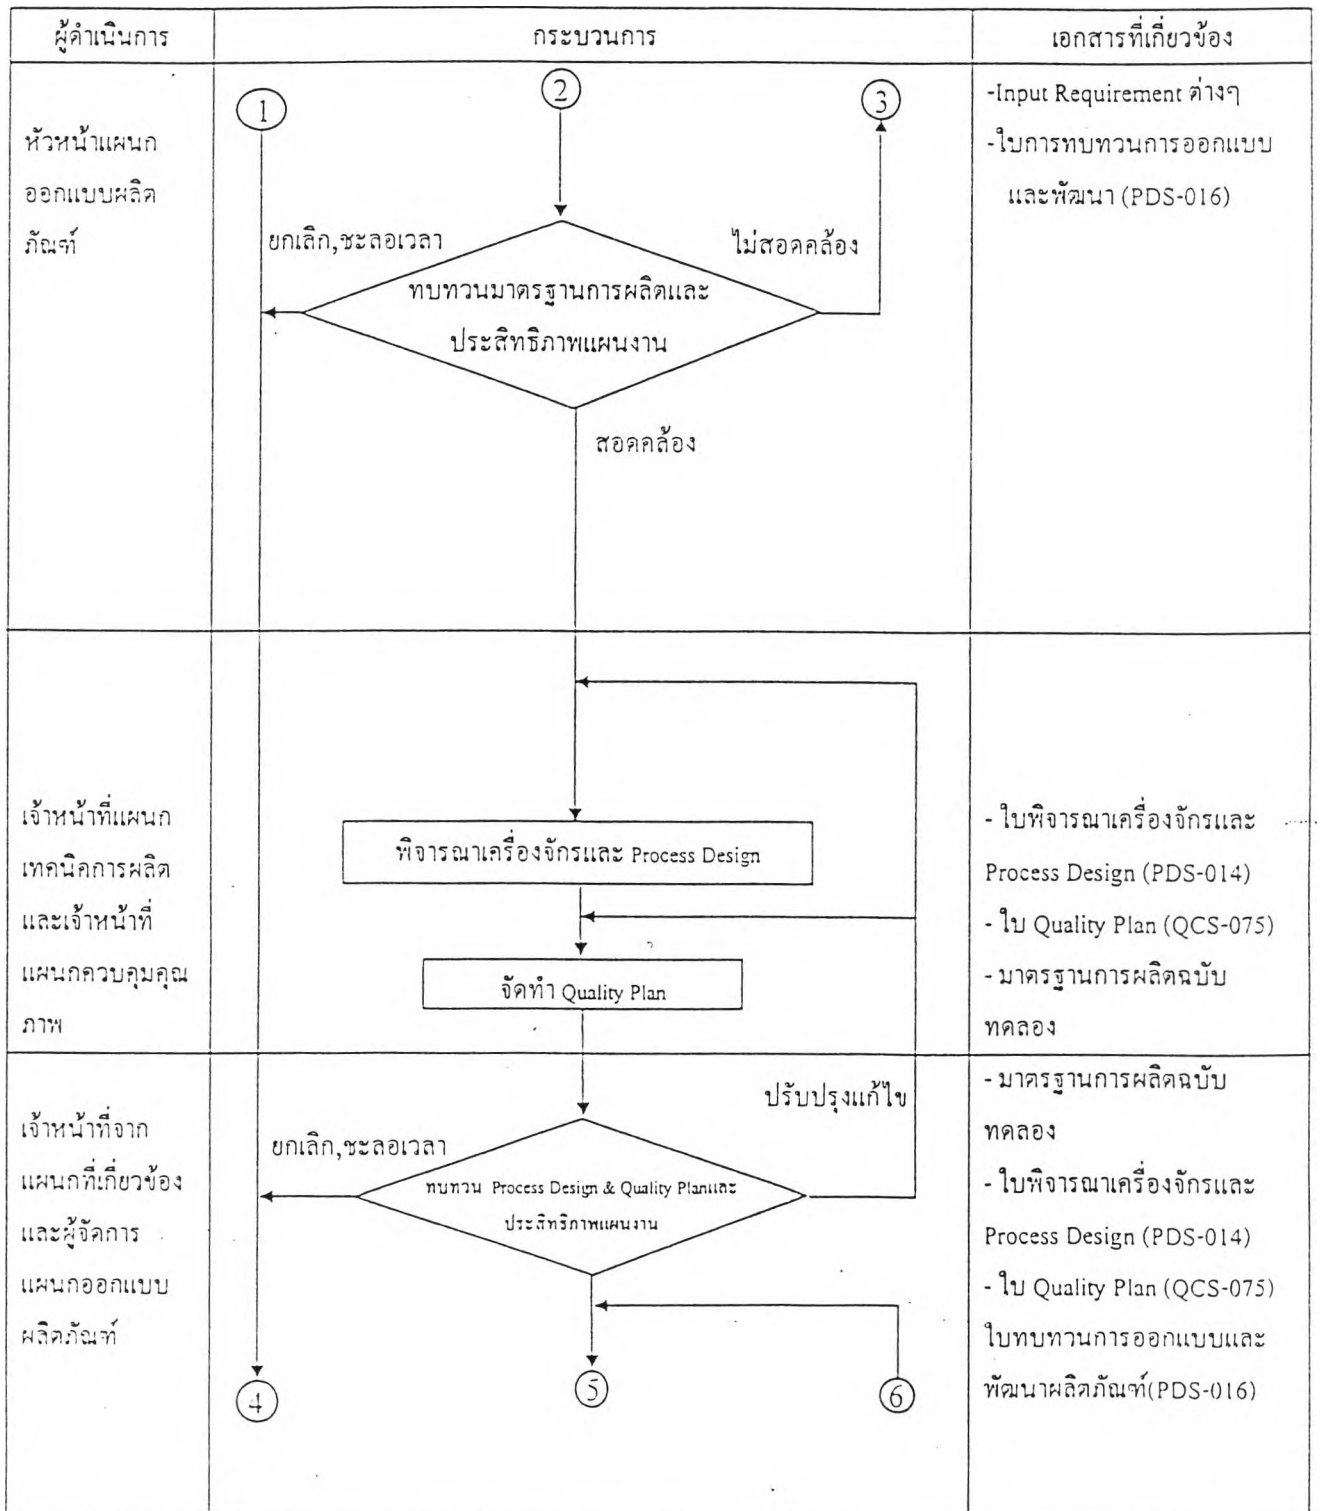 ผู้ดำเนินการ
กระบวนการ
เอกสารที่เกี่ยวข้อง
1
2
3
หัวหน้าแผนก
ออกแบบผลิต
ภัณฑ์
ยกเลิก,ชะลอเวลา
ไม่สอดคล้อง
ทบทวนมาตรฐานการผลิตและ
ประสิทธิภาพแผนงาน
สอดคล้อง
-Input Requirement ต่างๆ
-ใบการทบทวนการออกแบบ
และพัฒนา (PDS-016)
เจ้าหน้าที่แผนก
เทคนิคการผลิต
และเจ้าหน้าที่
แผนกควบคุมคุณ
ภาพ
พิจารณาเครื่องจักรและ Process Design
จัดทำ Quality Plan
- ใบพิจารณาเครื่องจักรและ
Process Design (PDS-014)
- ใบ Quality Plan (QCS-075)
- มาตรฐานการผลิตฉบับ
ทดลอง
เจ้าหน้าที่จาก
แผนกที่เกี่ยวข้อง
และผู้จัดการ
แผนกออกแบบ
ผลิตภัณฑ์
ปรับปรุงแก้ไข
ยกเลิก,ชะลอเวลา
ทบทวน Process Design & Quality Planและ
ประสิทธิภาพแผนงาน
4
5
6
- มาตรฐานการผลิตฉบับ
ทดลอง
- ใบพิจารณาเครื่องจักรและ
Process Design (PDS-014)
- ใบ Quality Plan (QCS-075)
ใบทบทวนการออกแบบและ
พัฒนาผลิตภัณฑ์(PDS-016)